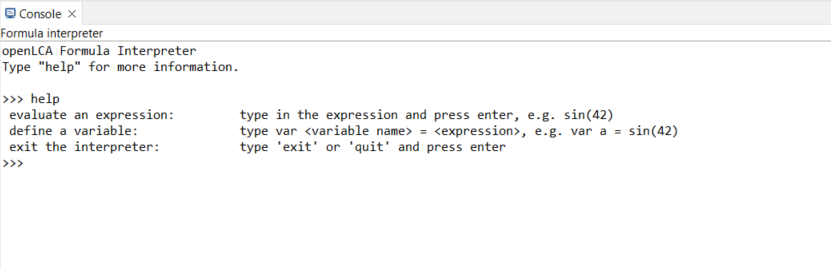 Console
Formula interpreter
openLCA Formula Interpreter
Type "help" for more information.
>>> help
evaluate an expression: type in the expression and press enter, e.g. sin(42)
define a variable: type var <variable name> = <expression>, e.g. var a = sin(42)
exit the interpreter: type 'exit' or 'quit' and press enter
>>>